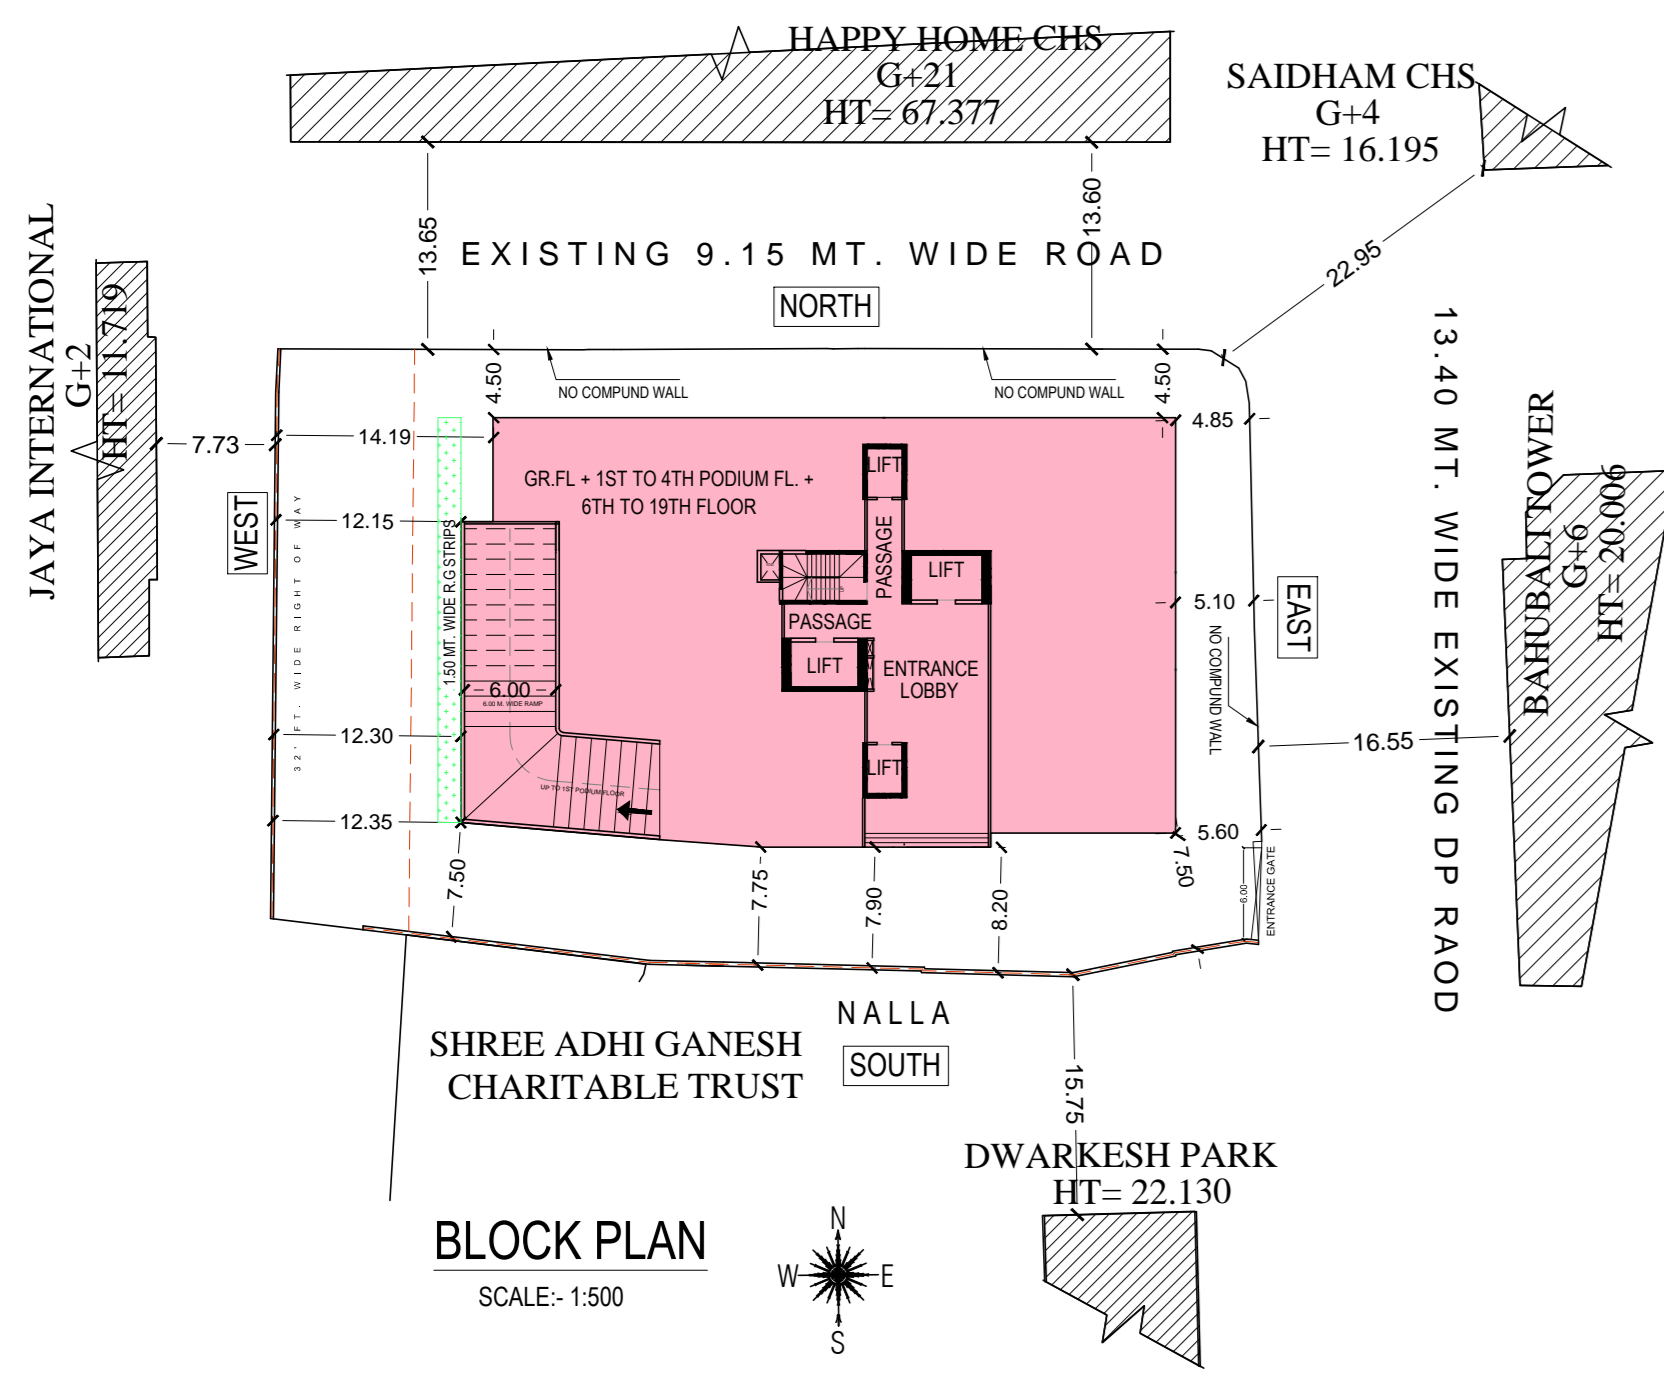 HAPPY HOME CHS
G+21
HT= 67.377
SAIDHAM CHS
G+4
HT= 16.195
13.65
13.60
22.95
EXISTING 9.15 MT. WIDE ROAD
NORTH
JAYA INTERNATIONAL
G+2
HT= 11.719
7.73
WEST
32' FT. WIDE RIGHT OF WAY
4.50
NO COMPUND WALL
NO COMPUND WALL
4.50
4.85
14.19
12.15
12.30
12.35
1.50 MT. WIDE R.G STRIPS
GR.FL + 1ST TO 4TH PODIUM FL. +
6TH TO 19TH FLOOR
LIFT
PASSAGE
LIFT
PASSAGE
LIFT
ENTRANCE
LOBBY
LIFT
6.00
6.00 M. WIDE RAMP
UP TO 1ST PODIUM FLOOR
5.10
EAST
NO COMPUND WALL
5.60
16.55
13.40 MT. WIDE EXISTING DP RAOD
BAHUBALI TOWER
G+6
HT= 20.006
7.50
7.75
7.90
8.20
7.50
6.00
ENTRANCE GATE
NALLA
SOUTH
SHREE ADHI GANESH
CHARITABLE TRUST
15.75
DWARKESH PARK
HT= 22.130
BLOCK PLAN
SCALE:- 1:500
N
W
E
S